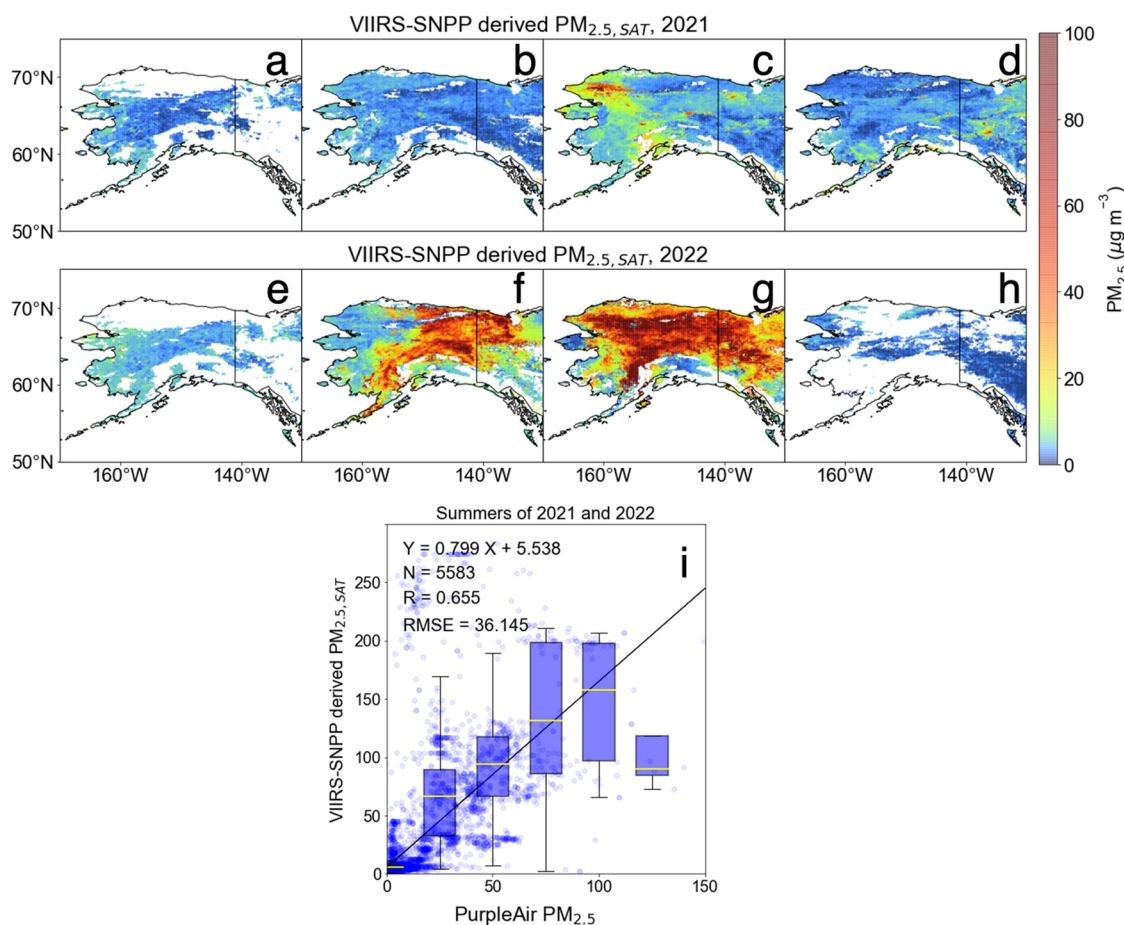 VIIRS-SNPP derived PM2.5, SAT, 2021
a b c d
70°N
60°N
50°N
VIIRS-SNPP derived PM2.5, SAT, 2022
e f g h
70°N
60°N
50°N
160°W 140°W 160°W 140°W 160°W 140°W 160°W 140°W
100
80
60
40
20
0
PM2.5 (μg m−3)
Summers of 2021 and 2022
Y = 0.799 X + 5.538
N = 5583
R = 0.655
RMSE = 36.145
i
VIIRS-SNPP derived PM2.5, SAT
250
200
150
100
50
0
0 50 100 150
PurpleAir PM2.5